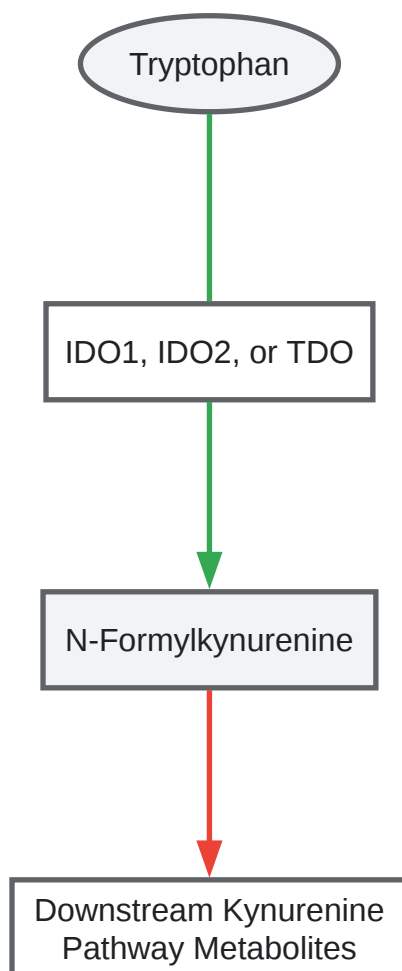 Tryptophan
IDO1, IDO2, or TDO
N-Formylkynurenine
Downstream Kynurenine
Pathway Metabolites